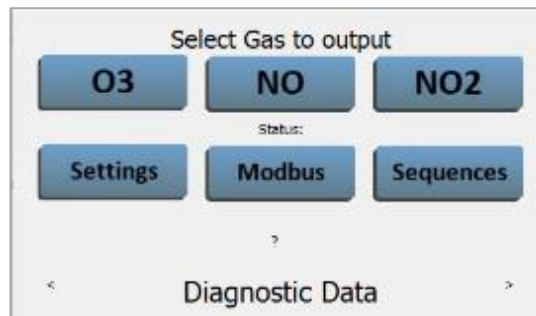 Select Gas to output
O3 NO NO2
Status:
Settings Modbus Sequences
?
< Diagnostic Data >